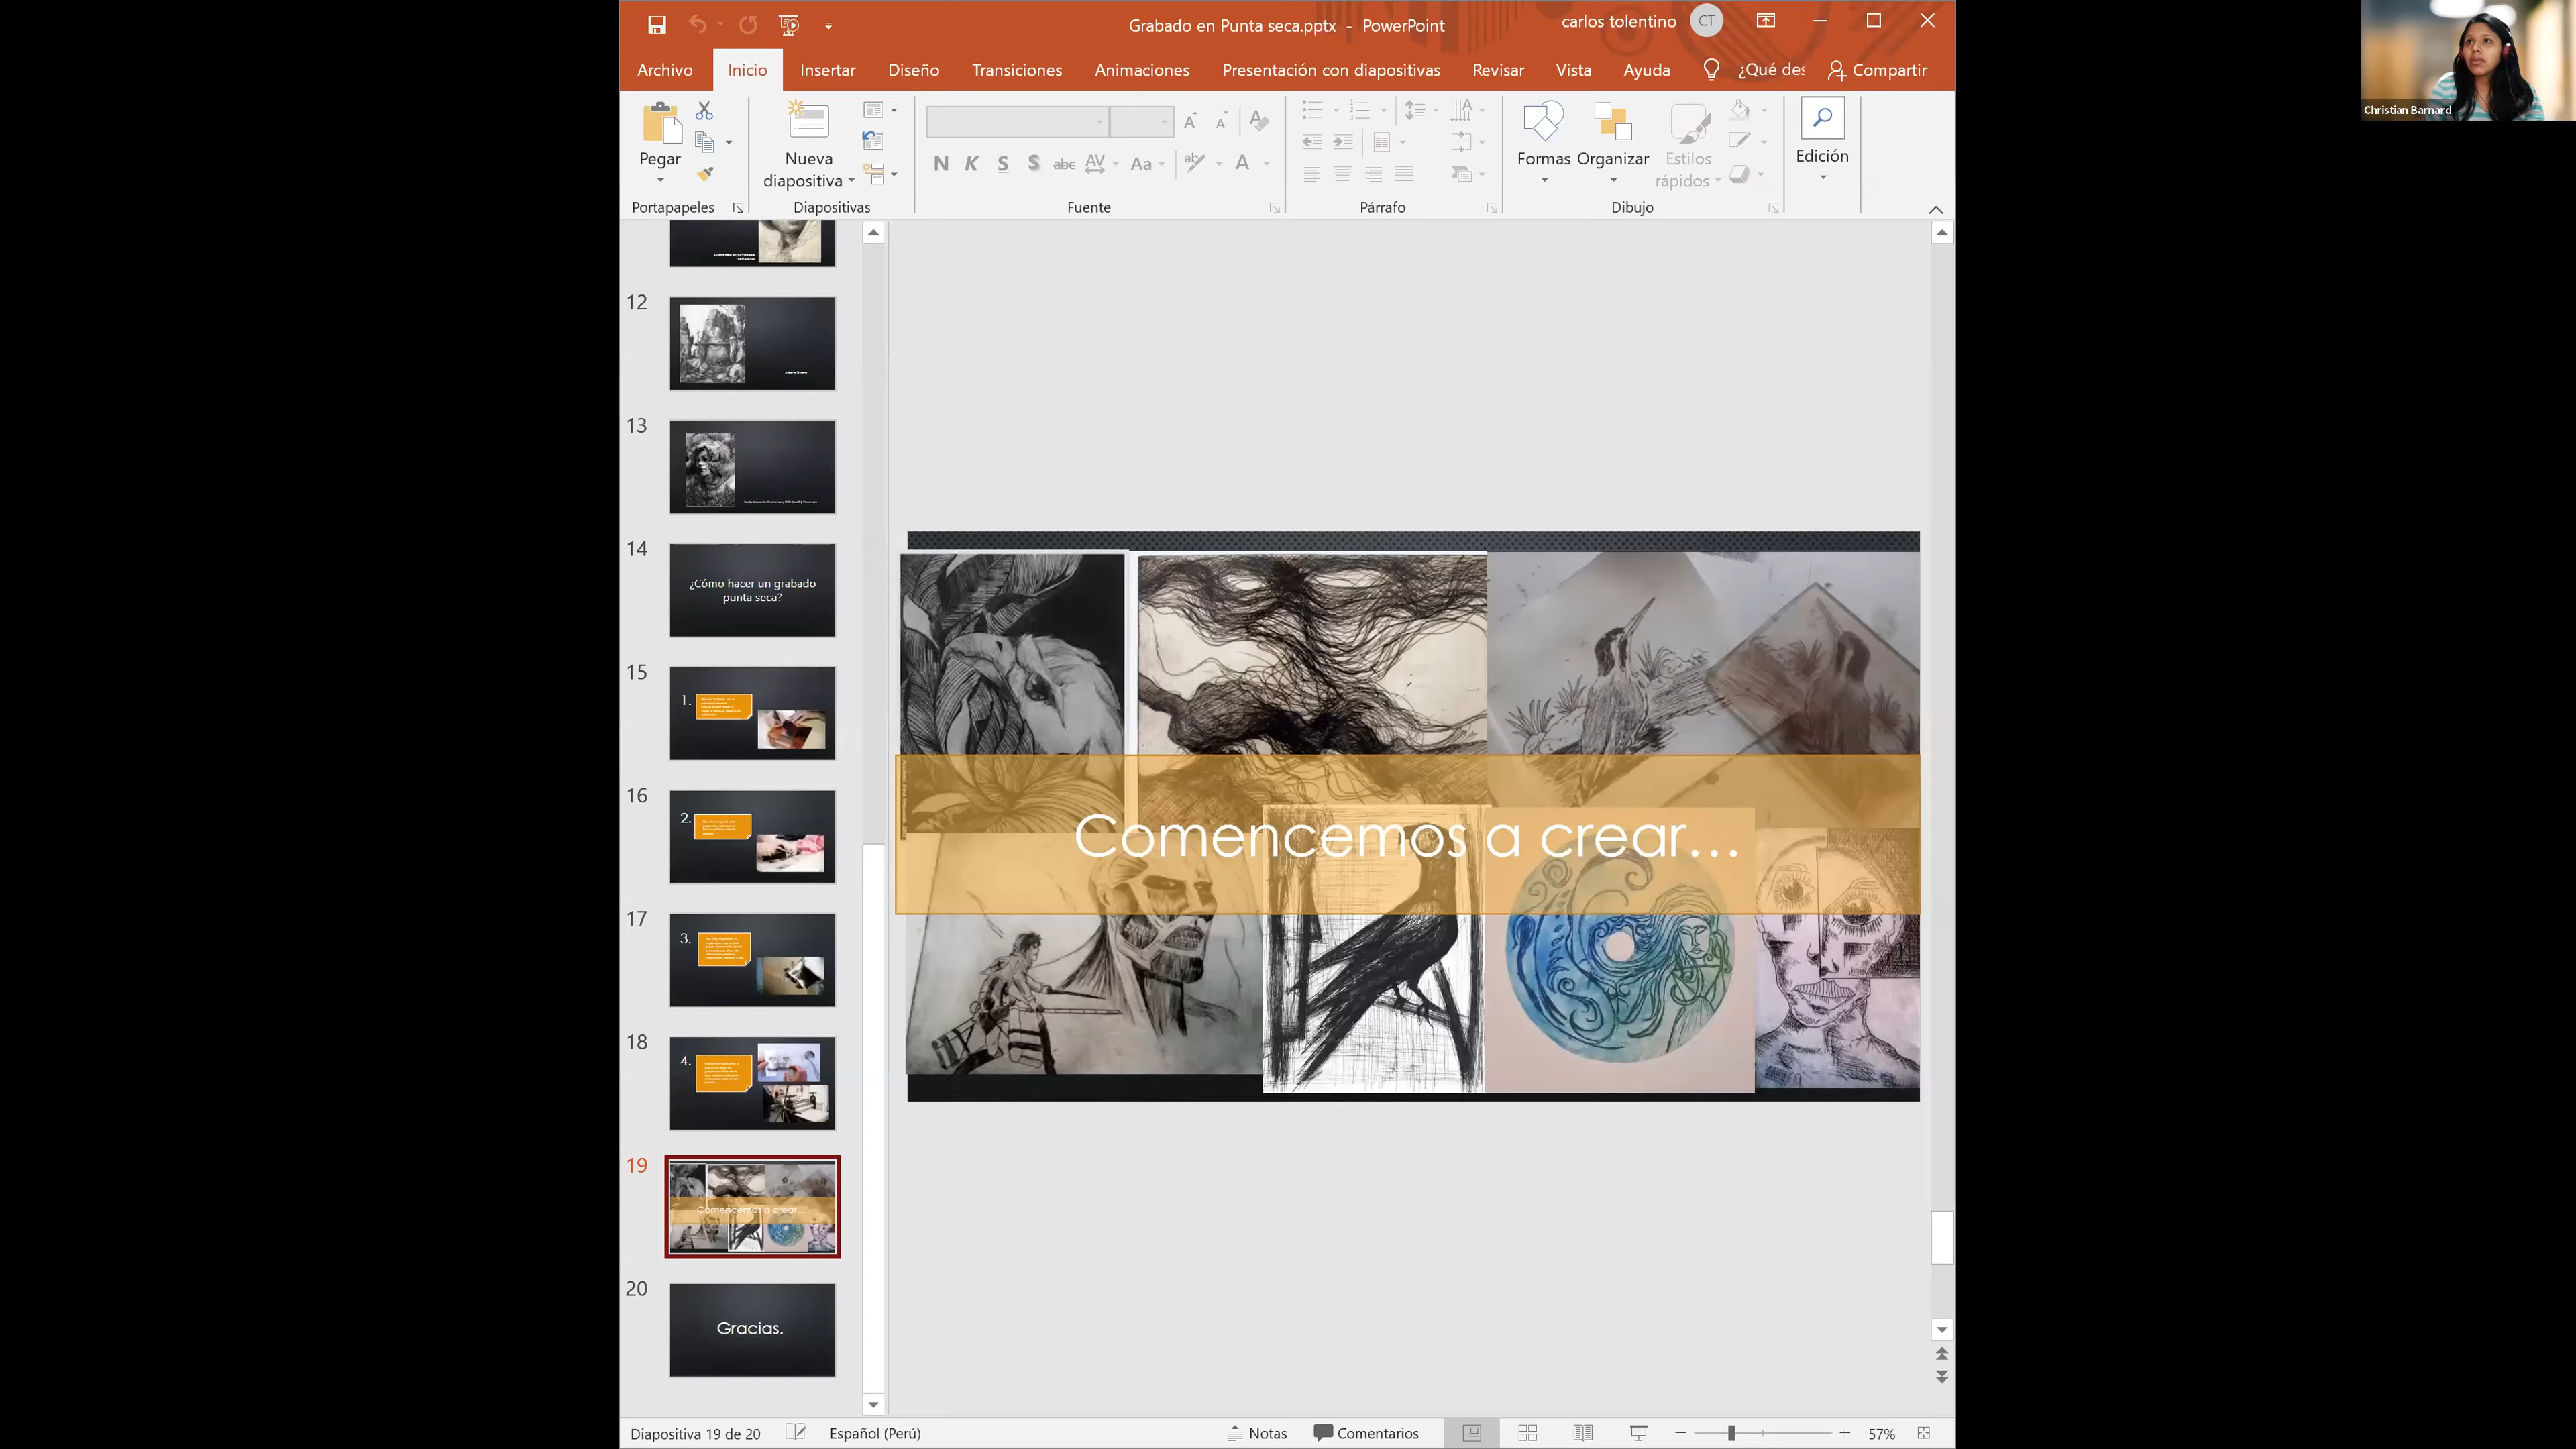 Grabado en Punta seca.pptx - PowerPoint
carlos tolentino
CT
Archivo
Inicio
Insertar
Diseño
Transiciones
Animaciones
Presentación con diapositivas
Revisar
Vista
Ayuda
¿Qué des
Compartir
Pegar
Nueva
diapositiva
N K S S abc AV Aa A
Formas
Organizar
Estilos
rápidos
Edición
Portapapeles
Diapositivas
Fuente
Párrafo
Dibujo
Christian Barnard
12
13
14
¿Cómo hacer un grabado
punta seca?
15
1.
16
2.
17
3.
18
4.
19
Comencemos a crear...
20
Gracias.
Comencemos a crear...
Diapositiva 19 de 20
Español (Perú)
Notas
Comentarios
57%